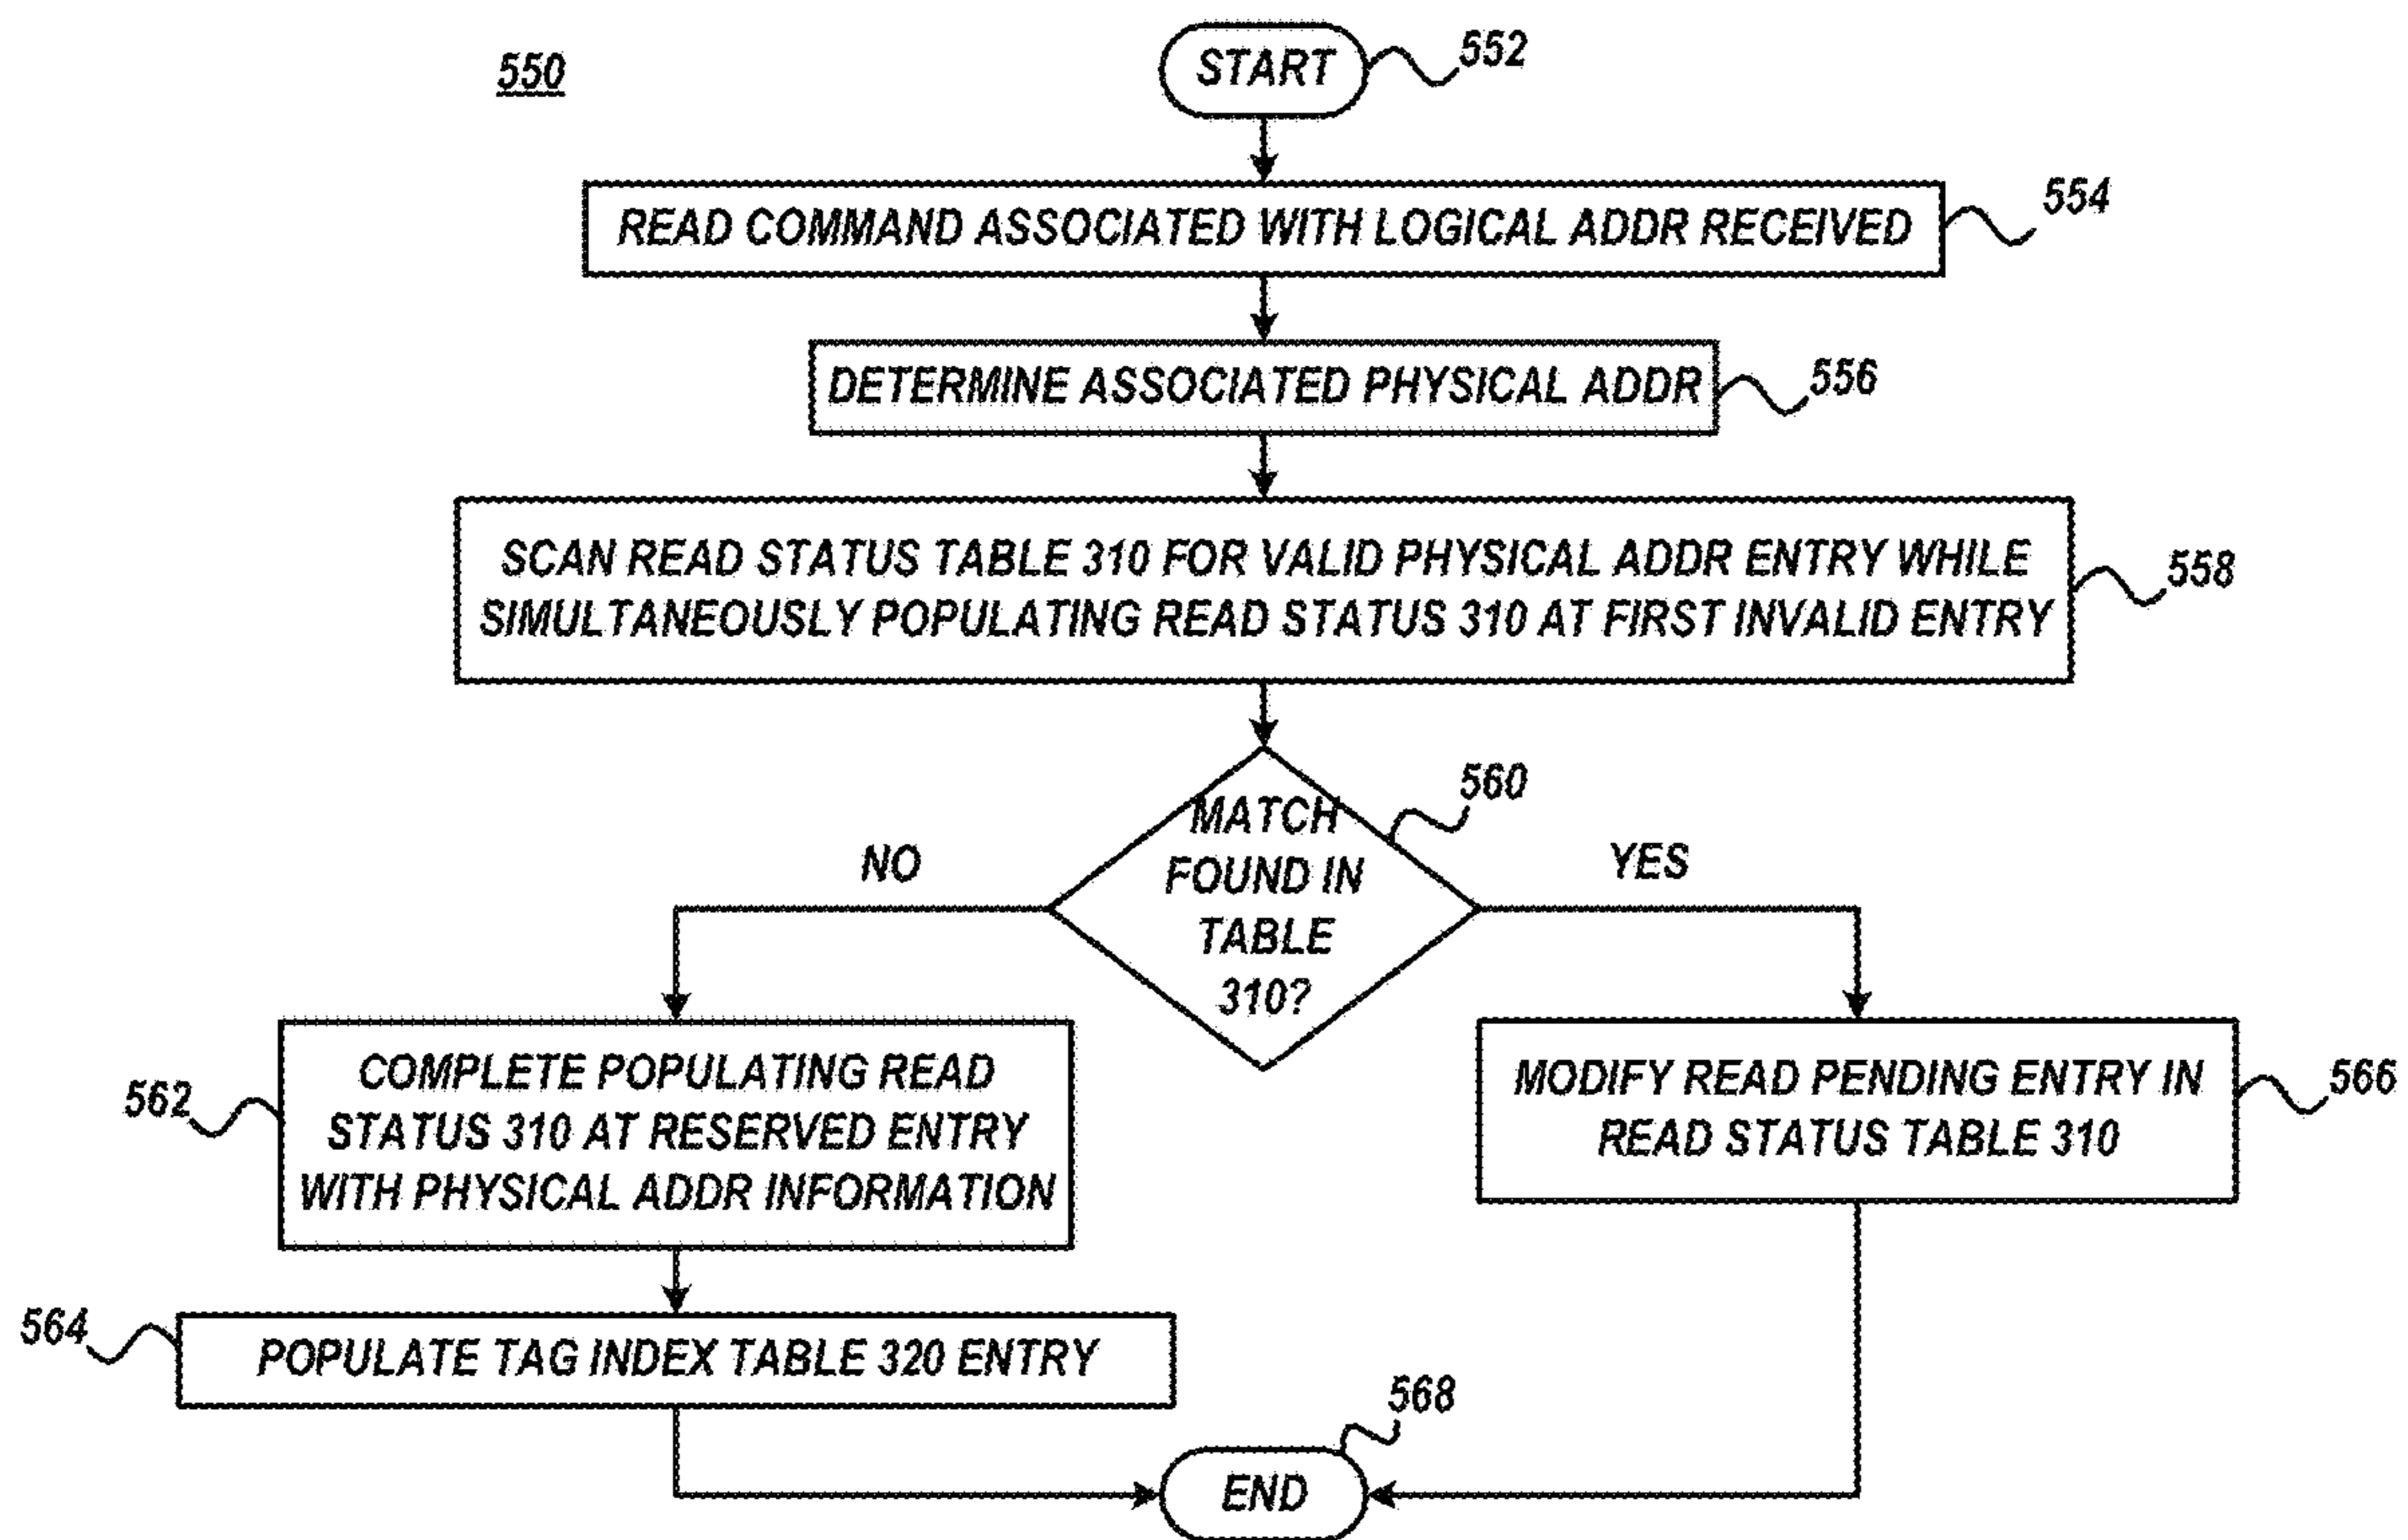 550
START
552
READ COMMAND ASSOCIATED WITH LOGICAL ADDR RECEIVED
554
DETERMINE ASSOCIATED PHYSICAL ADDR
556
SCAN READ STATUS TABLE 310 FOR VALID PHYSICAL ADDR ENTRY WHILE
SIMULTANEOUSLY POPULATING READ STATUS 310 AT FIRST INVALID ENTRY
558
MATCH
FOUND IN
TABLE
310?
560
NO
YES
562
COMPLETE POPULATING READ
STATUS 310 AT RESERVED ENTRY
WITH PHYSICAL ADDR INFORMATION
MODIFY READ PENDING ENTRY IN
READ STATUS TABLE 310
566
564
POPULATE TAG INDEX TABLE 320 ENTRY
END
568